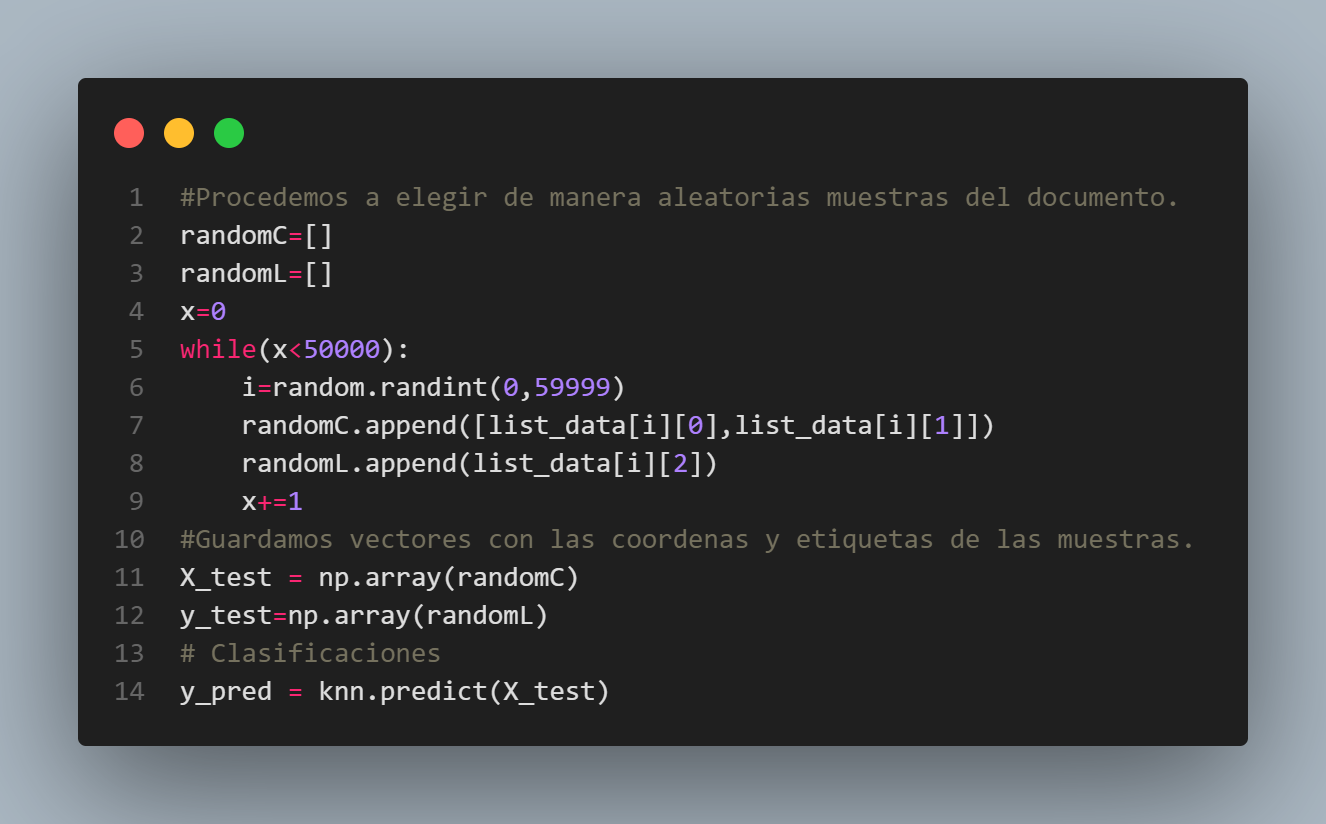 1 #Procedemos a elegir de manera aleatorias muestras del documento.
2 randomC=[]
3 randomL=[]
4 x=0
5 while(x<50000):
6     i=random.randint(0,59999)
7     randomC.append([list_data[i][0],list_data[i][1]])
8     randomL.append(list_data[i][2])
9     x+=1
10 #Guardamos vectores con las coordenas y etiquetas de las muestras.
11 X_test = np.array(randomC)
12 y_test=np.array(randomL)
13 # Clasificaciones
14 y_pred = knn.predict(X_test)